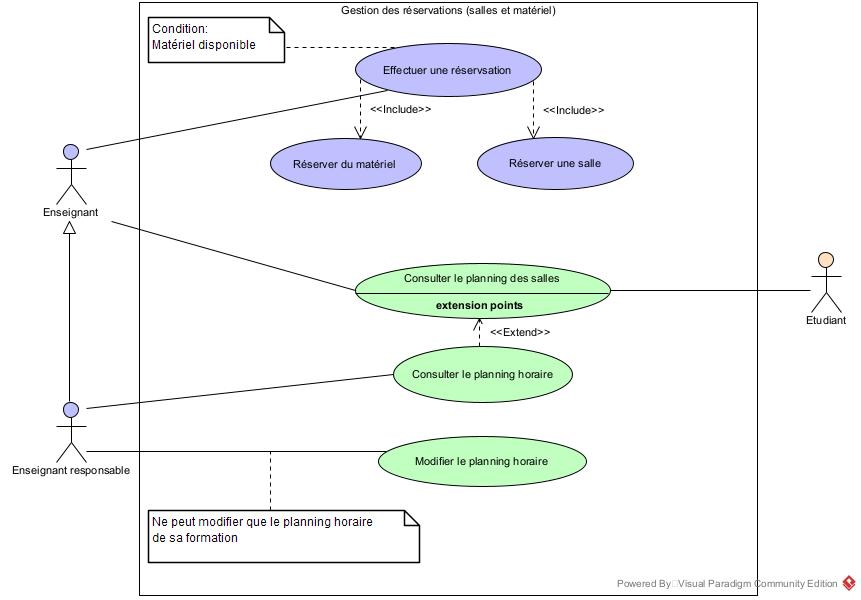 Gestion des réservations (salles et matériel)
Condition:
Matériel disponible
Effectuer une réservsation
<<Include>>
<<Include>>
Réserver du matériel
Réserver une salle
Enseignant
Consulter le planning des salles
extension points
Etudiant
<<Extend>>
Consulter le planning horaire
Modifier le planning horaire
Enseignant responsable
Ne peut modifier que le planning horaire
de sa formation
Powered By Visual Paradigm Community Edition